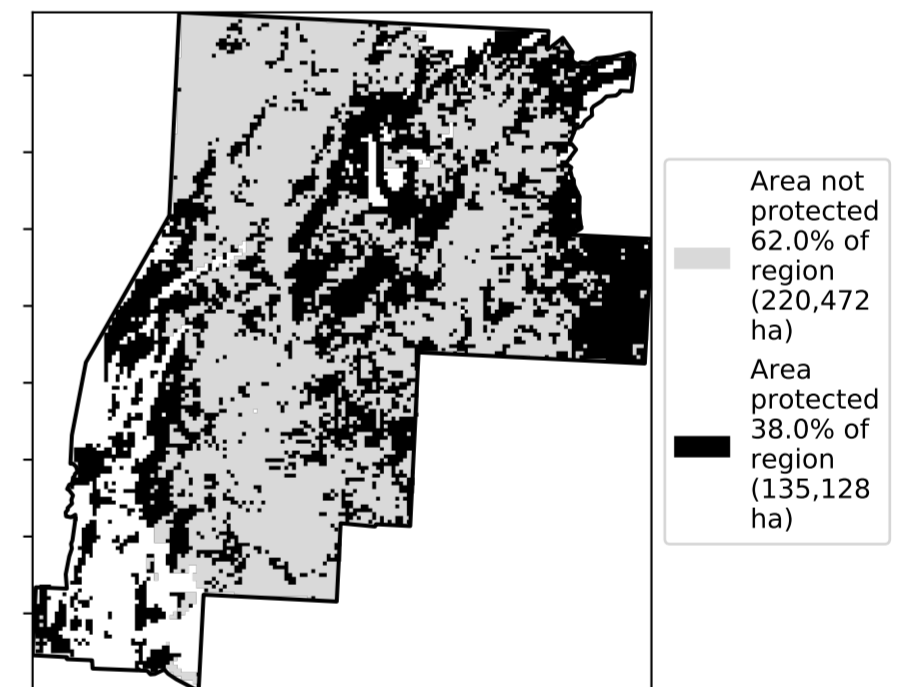 Area not
protected
62.0% of
region
(220,472
ha)
Area
protected
38.0% of
region
(135,128
ha)